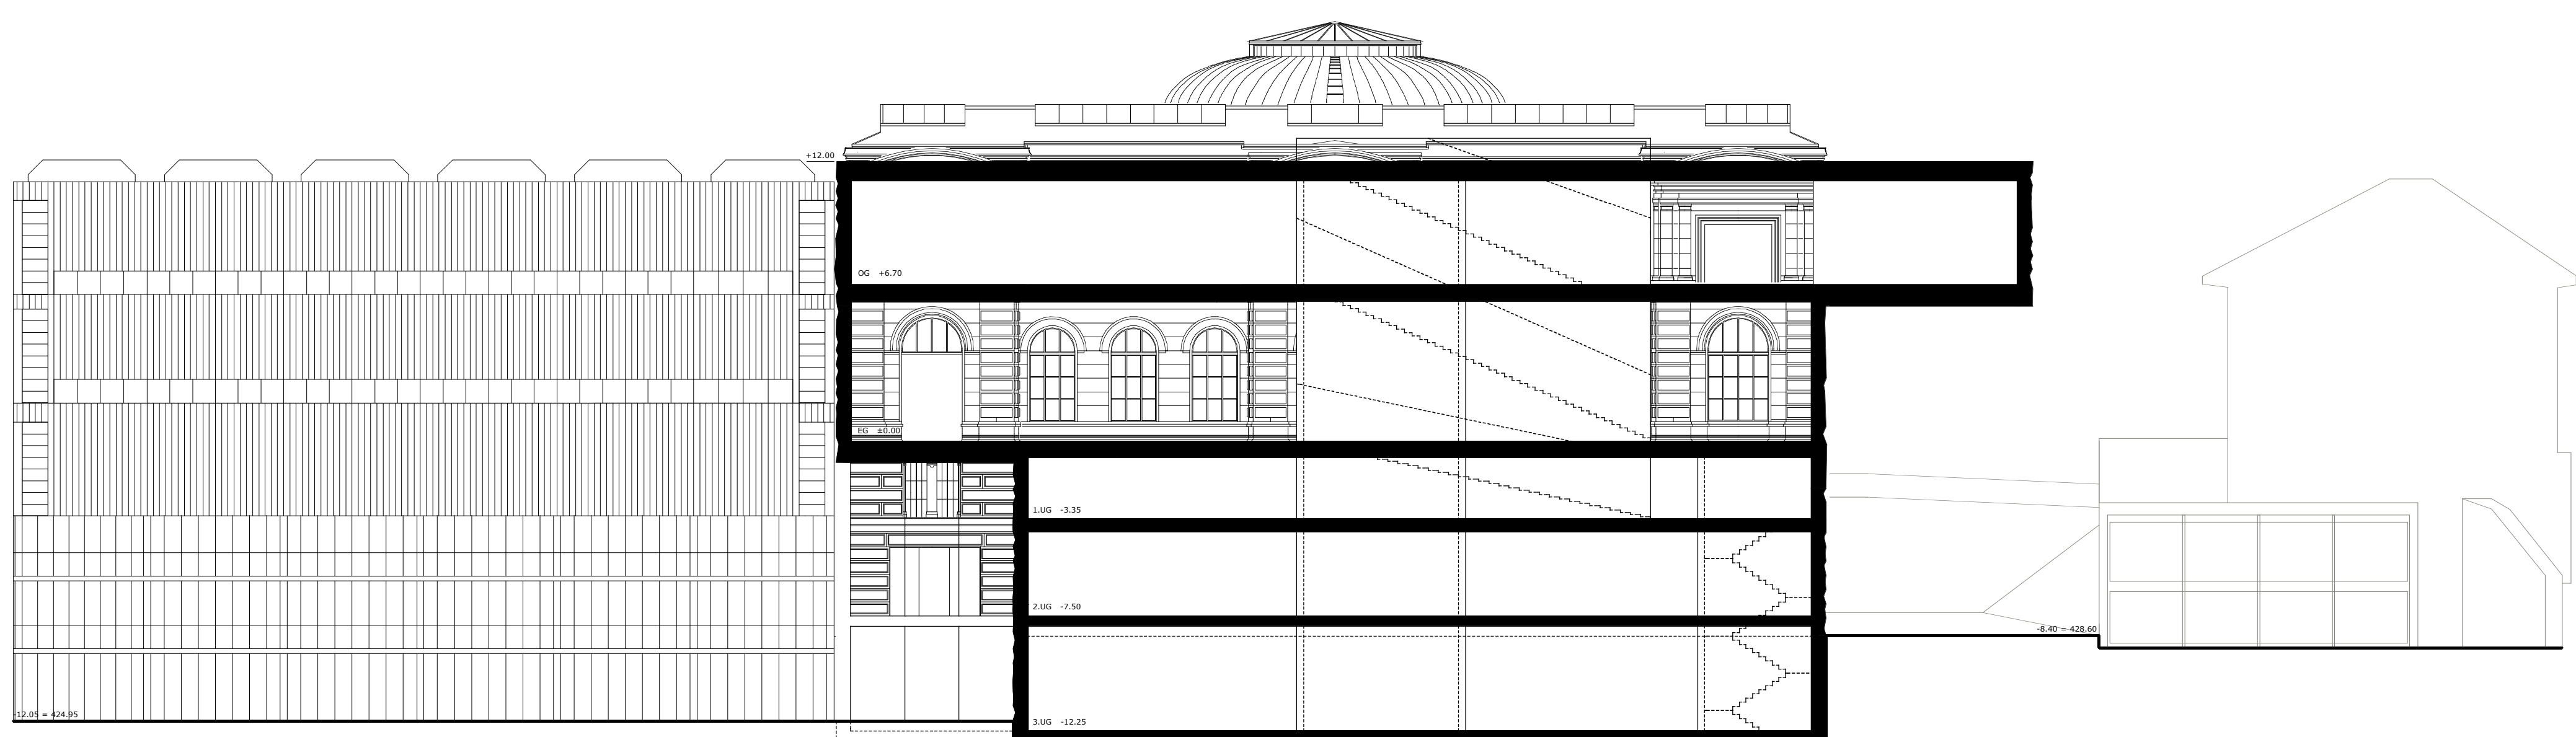 +12.00
OG +6.70
EG ±0.00
1.UG -3.35
2.UG -7.50
-8.40 = 428.60
-12.05 = 424.95
3.UG -12.25